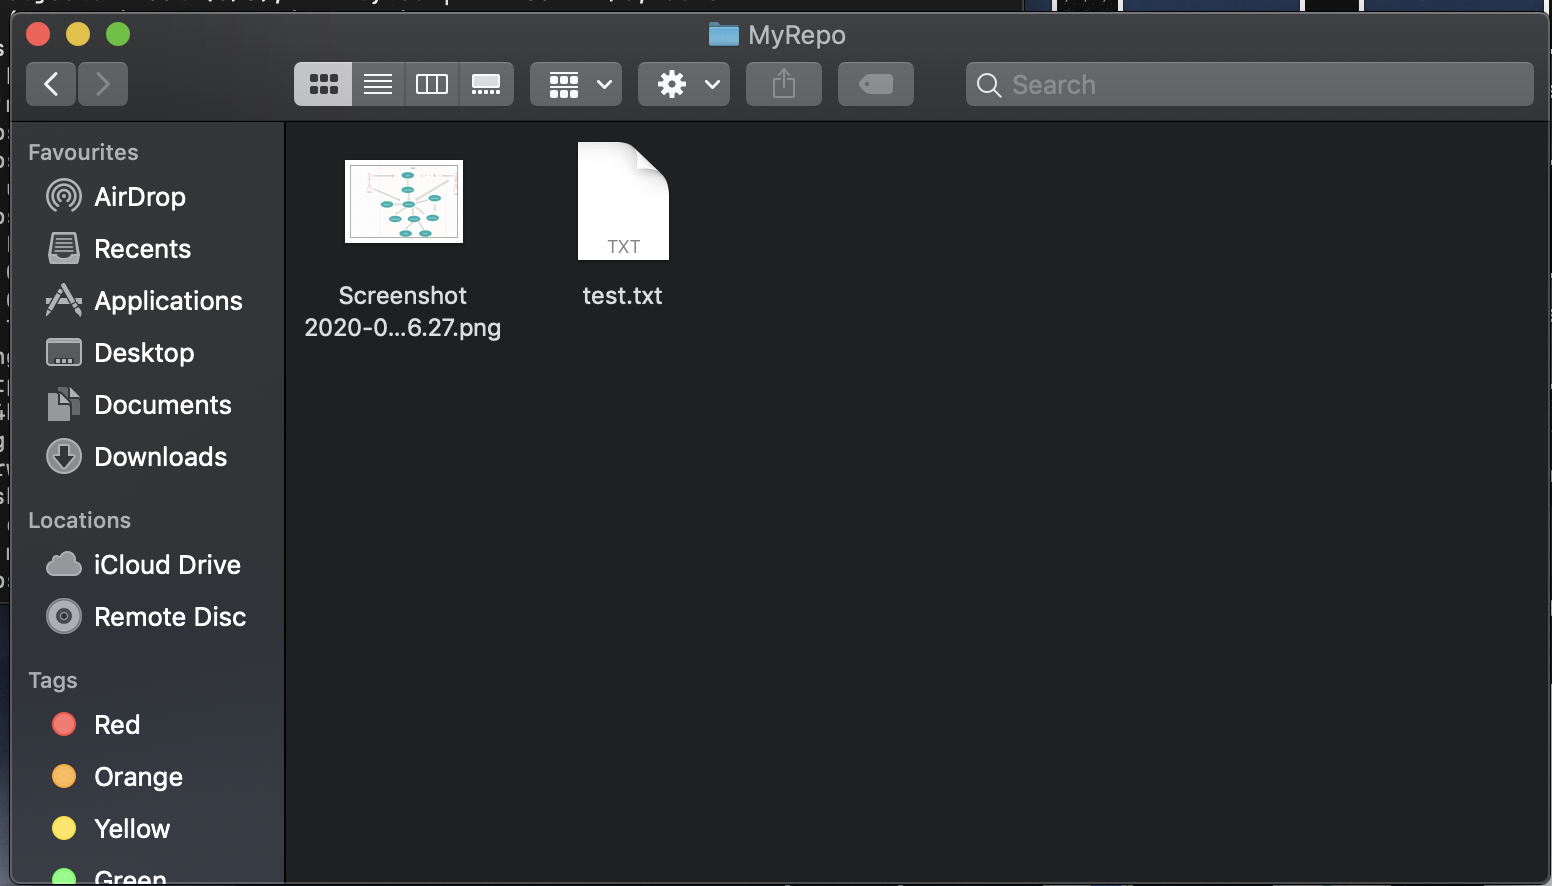 MyRepo
Search
Favourites
AirDrop
Recents
Applications
Desktop
Documents
Downloads
Locations
iCloud Drive
Remote Disc
Tags
Red
Orange
Yellow
Green
TXT
Screenshot
2020-0...6.27.png
test.txt